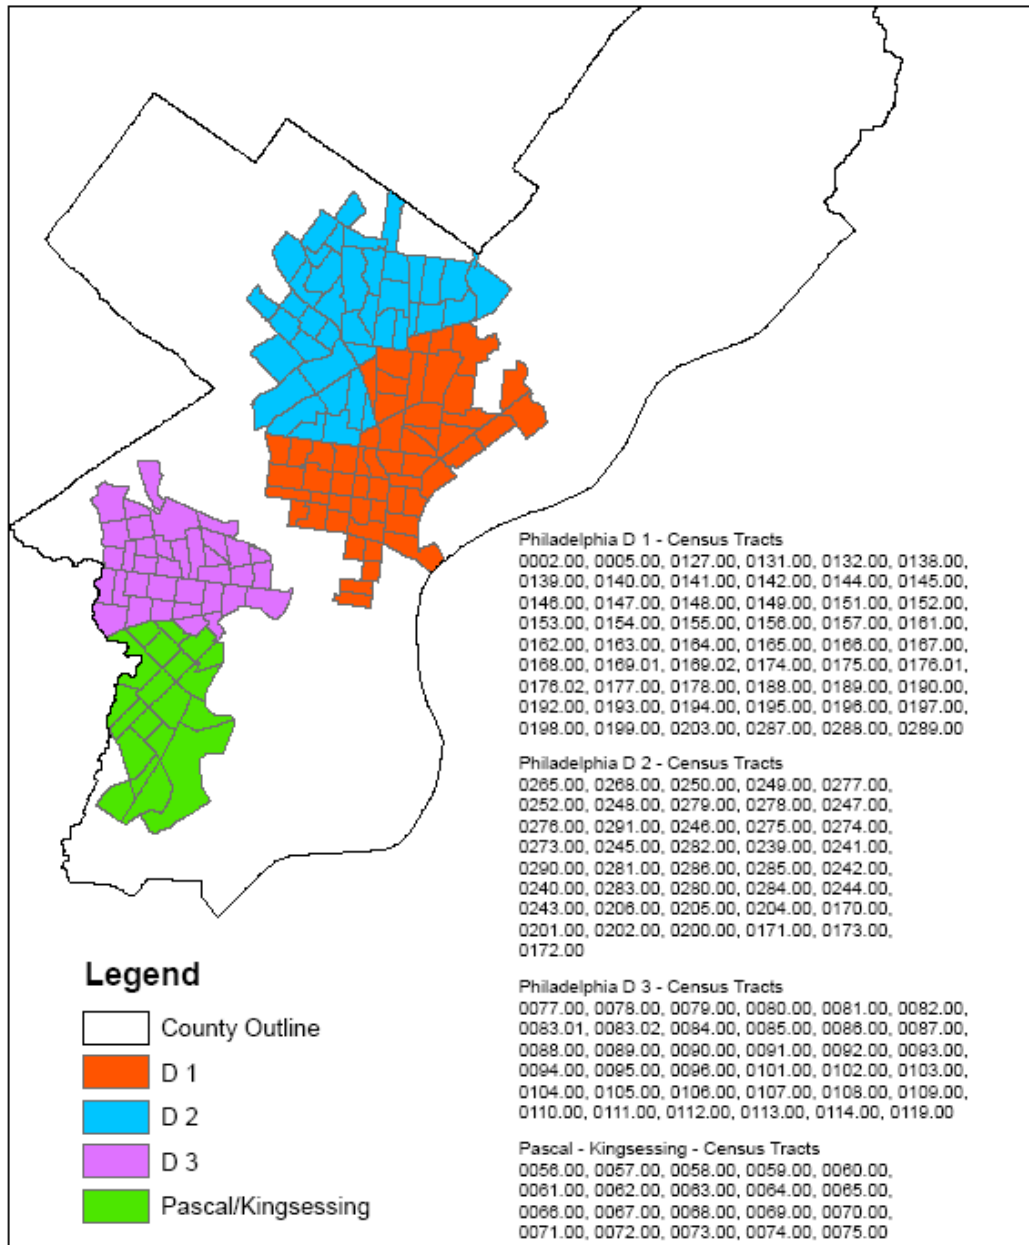 Philadelphia D 1 - Census Tracts
0002.00, 0005.00, 0127.00, 0131.00, 0132.00, 0138.00,
0139.00, 0140.00, 0141.00, 0142.00, 0144.00, 0145.00,
0146.00, 0147.00, 0148.00, 0149.00, 0151.00, 0152.00,
0153.00, 0154.00, 0155.00, 0156.00, 0157.00, 0161.00,
0162.00, 0163.00, 0164.00, 0165.00, 0166.00, 0167.00,
0168.00, 0169.01, 0169.02, 0174.00, 0175.00, 0176.01,
0176.02, 0177.00, 0178.00, 0188.00, 0189.00, 0190.00,
0192.00, 0193.00, 0194.00, 0195.00, 0196.00, 0197.00,
0198.00, 0199.00, 0203.00, 0287.00, 0288.00, 0289.00
Philadelphia D 2 - Census Tracts
0265.00, 0268.00, 0250.00, 0249.00, 0277.00,
0252.00, 0248.00, 0279.00, 0278.00, 0247.00,
0276.00, 0291.00, 0246.00, 0275.00, 0274.00,
0273.00, 0245.00, 0282.00, 0239.00, 0241.00,
0290.00, 0281.00, 0286.00, 0285.00, 0242.00,
0240.00, 0283.00, 0280.00, 0284.00, 0244.00,
0243.00, 0206.00, 0205.00, 0204.00, 0170.00,
0201.00, 0202.00, 0200.00, 0171.00, 0173.00,
0172.00
Philadelphia D 3 - Census Tracts
0077.00, 0078.00, 0079.00, 0080.00, 0081.00, 0082.00,
0083.01, 0083.02, 0084.00, 0085.00, 0086.00, 0087.00,
0088.00, 0089.00, 0090.00, 0091.00, 0092.00, 0093.00,
0094.00, 0095.00, 0096.00, 0101.00, 0102.00, 0103.00,
0104.00, 0105.00, 0106.00, 0107.00, 0108.00, 0109.00,
0110.00, 0111.00, 0112.00, 0113.00, 0114.00, 0119.00
Pascal - Kingsessing - Census Tracts
0056.00, 0057.00, 0058.00, 0059.00, 0060.00,
0061.00, 0062.00, 0063.00, 0064.00, 0065.00,
0066.00, 0067.00, 0068.00, 0069.00, 0070.00,
0071.00, 0072.00, 0073.00, 0074.00, 0075.00
Legend
County Outline
D 1
D 2
D 3
Pascal/Kingsessing